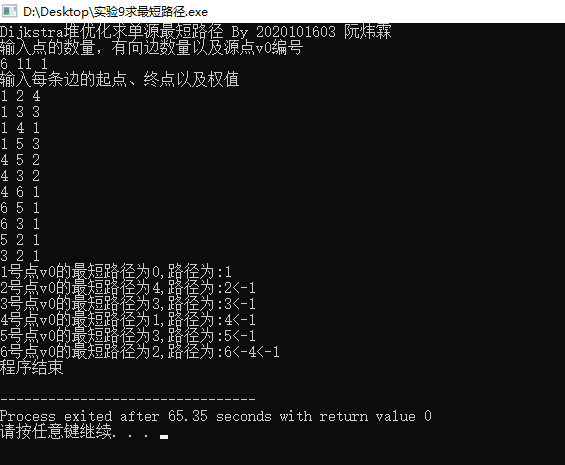 D:\Desktop\实验9求最短路径.exe
Dijkstra堆优化求单源最短路径 By 2020101603 阮炜霖
输入点的数量，有向边数量以及源点v0编号
6 11 1
输入每条边的起点、终点以及权值
1 2 4
1 3 3
1 4 1
1 5 3
4 5 2
4 3 2
4 6 1
6 5 1
6 3 1
5 2 1
3 2 1
1号点v0的最短路径为0,路径为:1
2号点v0的最短路径为4,路径为:2<-1
3号点v0的最短路径为3,路径为:3<-1
4号点v0的最短路径为1,路径为:4<-1
5号点v0的最短路径为3,路径为:5<-1
6号点v0的最短路径为2,路径为:6<-4<-1
程序结束
--------------------------------
Process exited after 65.35 seconds with return value 0
请按任意键继续. . .